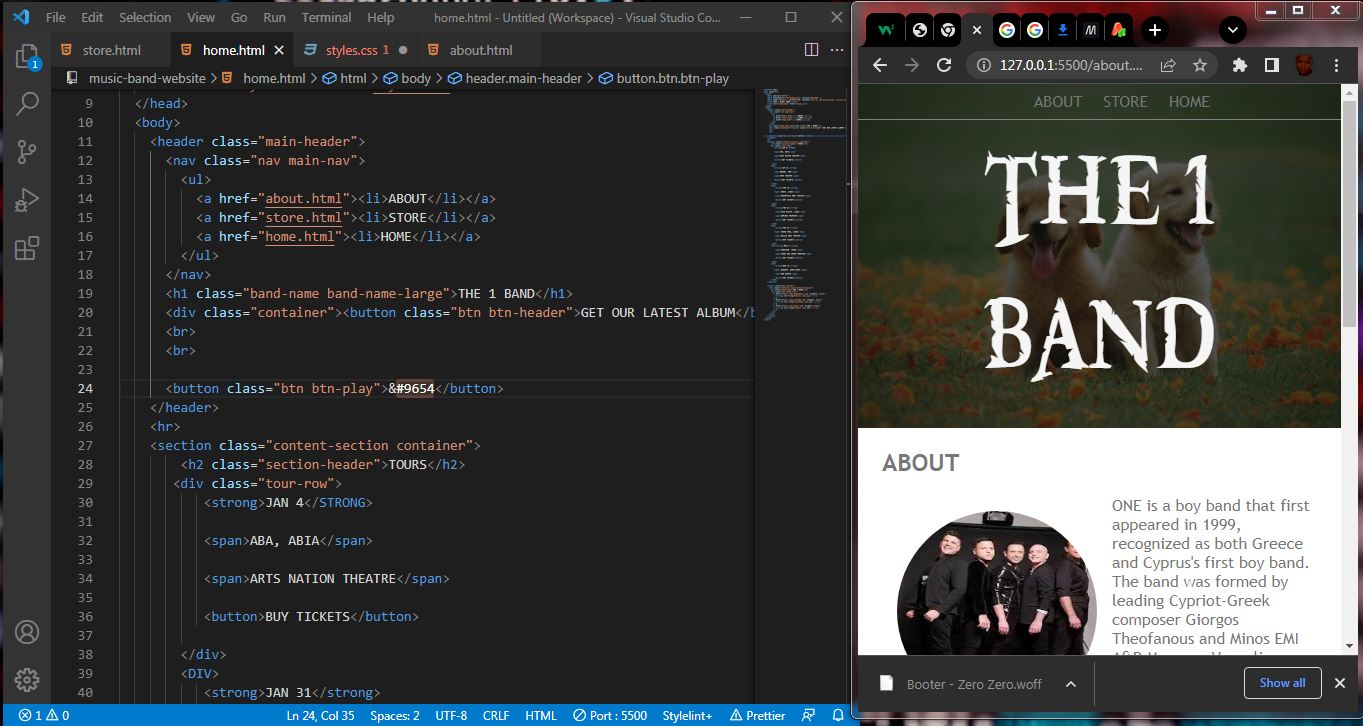 File Edit Selection View Go Run Terminal Help home.html - Untitled (Workspace) - Visual Studio Co...
store.html home.html styles.css 1 about.html
music-band-website > home.html > html > body > header.main-header > button.btn.btn-play
9 </head>
10 <body>
11 <header class="main-header">
12 <nav class="nav main-nav">
13 <ul>
14 <a href="about.html"><li>ABOUT</li></a>
15 <a href="store.html"><li>STORE</li></a>
16 <a href="home.html"><li>HOME</li></a>
17 </ul>
18 </nav>
19 <h1 class="band-name band-name-large">THE 1 BAND</h1>
20 <div class="container"><button class="btn btn-header">GET OUR LATEST ALBUM</b
21 <br>
22 <br>
23
24 <button class="btn btn-play">&#9654</button>
25 </header>
26 <hr>
27 <section class="content-section container">
28 <h2 class="section-header">TOURS</h2>
29 <div class="tour-row">
30 <strong>JAN 4</STRONG>
31
32 <span>ABA, ABIA</span>
33
34 <span>ARTS NATION THEATRE</span>
35
36 <button>BUY TICKETS</button>
37
38 </div>
39 <DIV>
40 <strong>JAN 31</strong>
1
1 0 Ln 24, Col 35 Spaces: 2 UTF-8 CRLF HTML Port : 5500 Stylelint+ Prettier
127.0.0.1:5500/about....
ABOUT STORE HOME
THE 1
BAND
ABOUT
ONE is a boy band that first
appeared in 1999,
recognized as both Greece
and Cyprus's first boy band.
The band was formed by
leading Cypriot-Greek
composer Giorgos
Theofanous and Minos EMI
Booter - Zero Zero.woff Show all